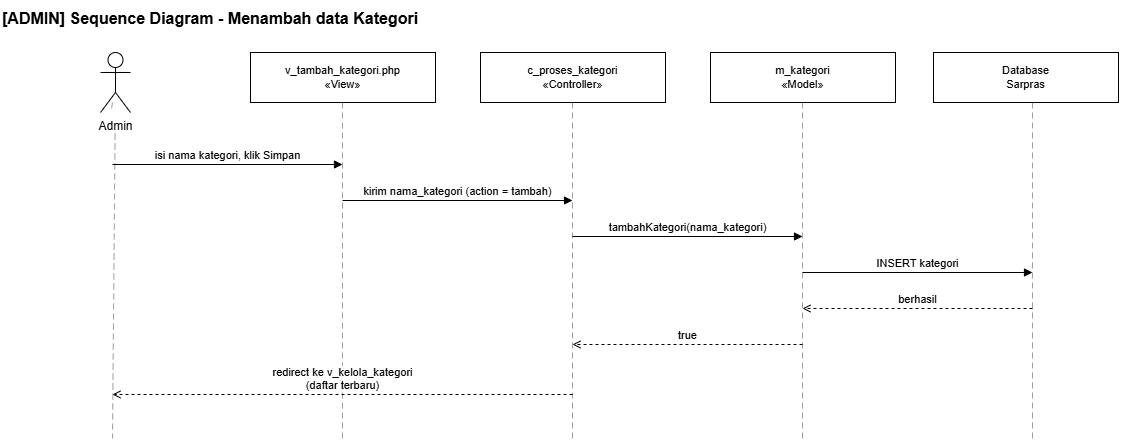 [ADMIN] Sequence Diagram - Menambah data Kategori
v_tambah_kategori.php
«View»
c_proses_kategori
«Controller»
m_kategori
«Model»
Database
Sarpras
Admin
isi nama kategori, klik Simpan
kirim nama_kategori (action = tambah)
tambahKategori(nama_kategori)
INSERT kategori
berhasil
true
redirect ke v_kelola_kategori
(daftar terbaru)